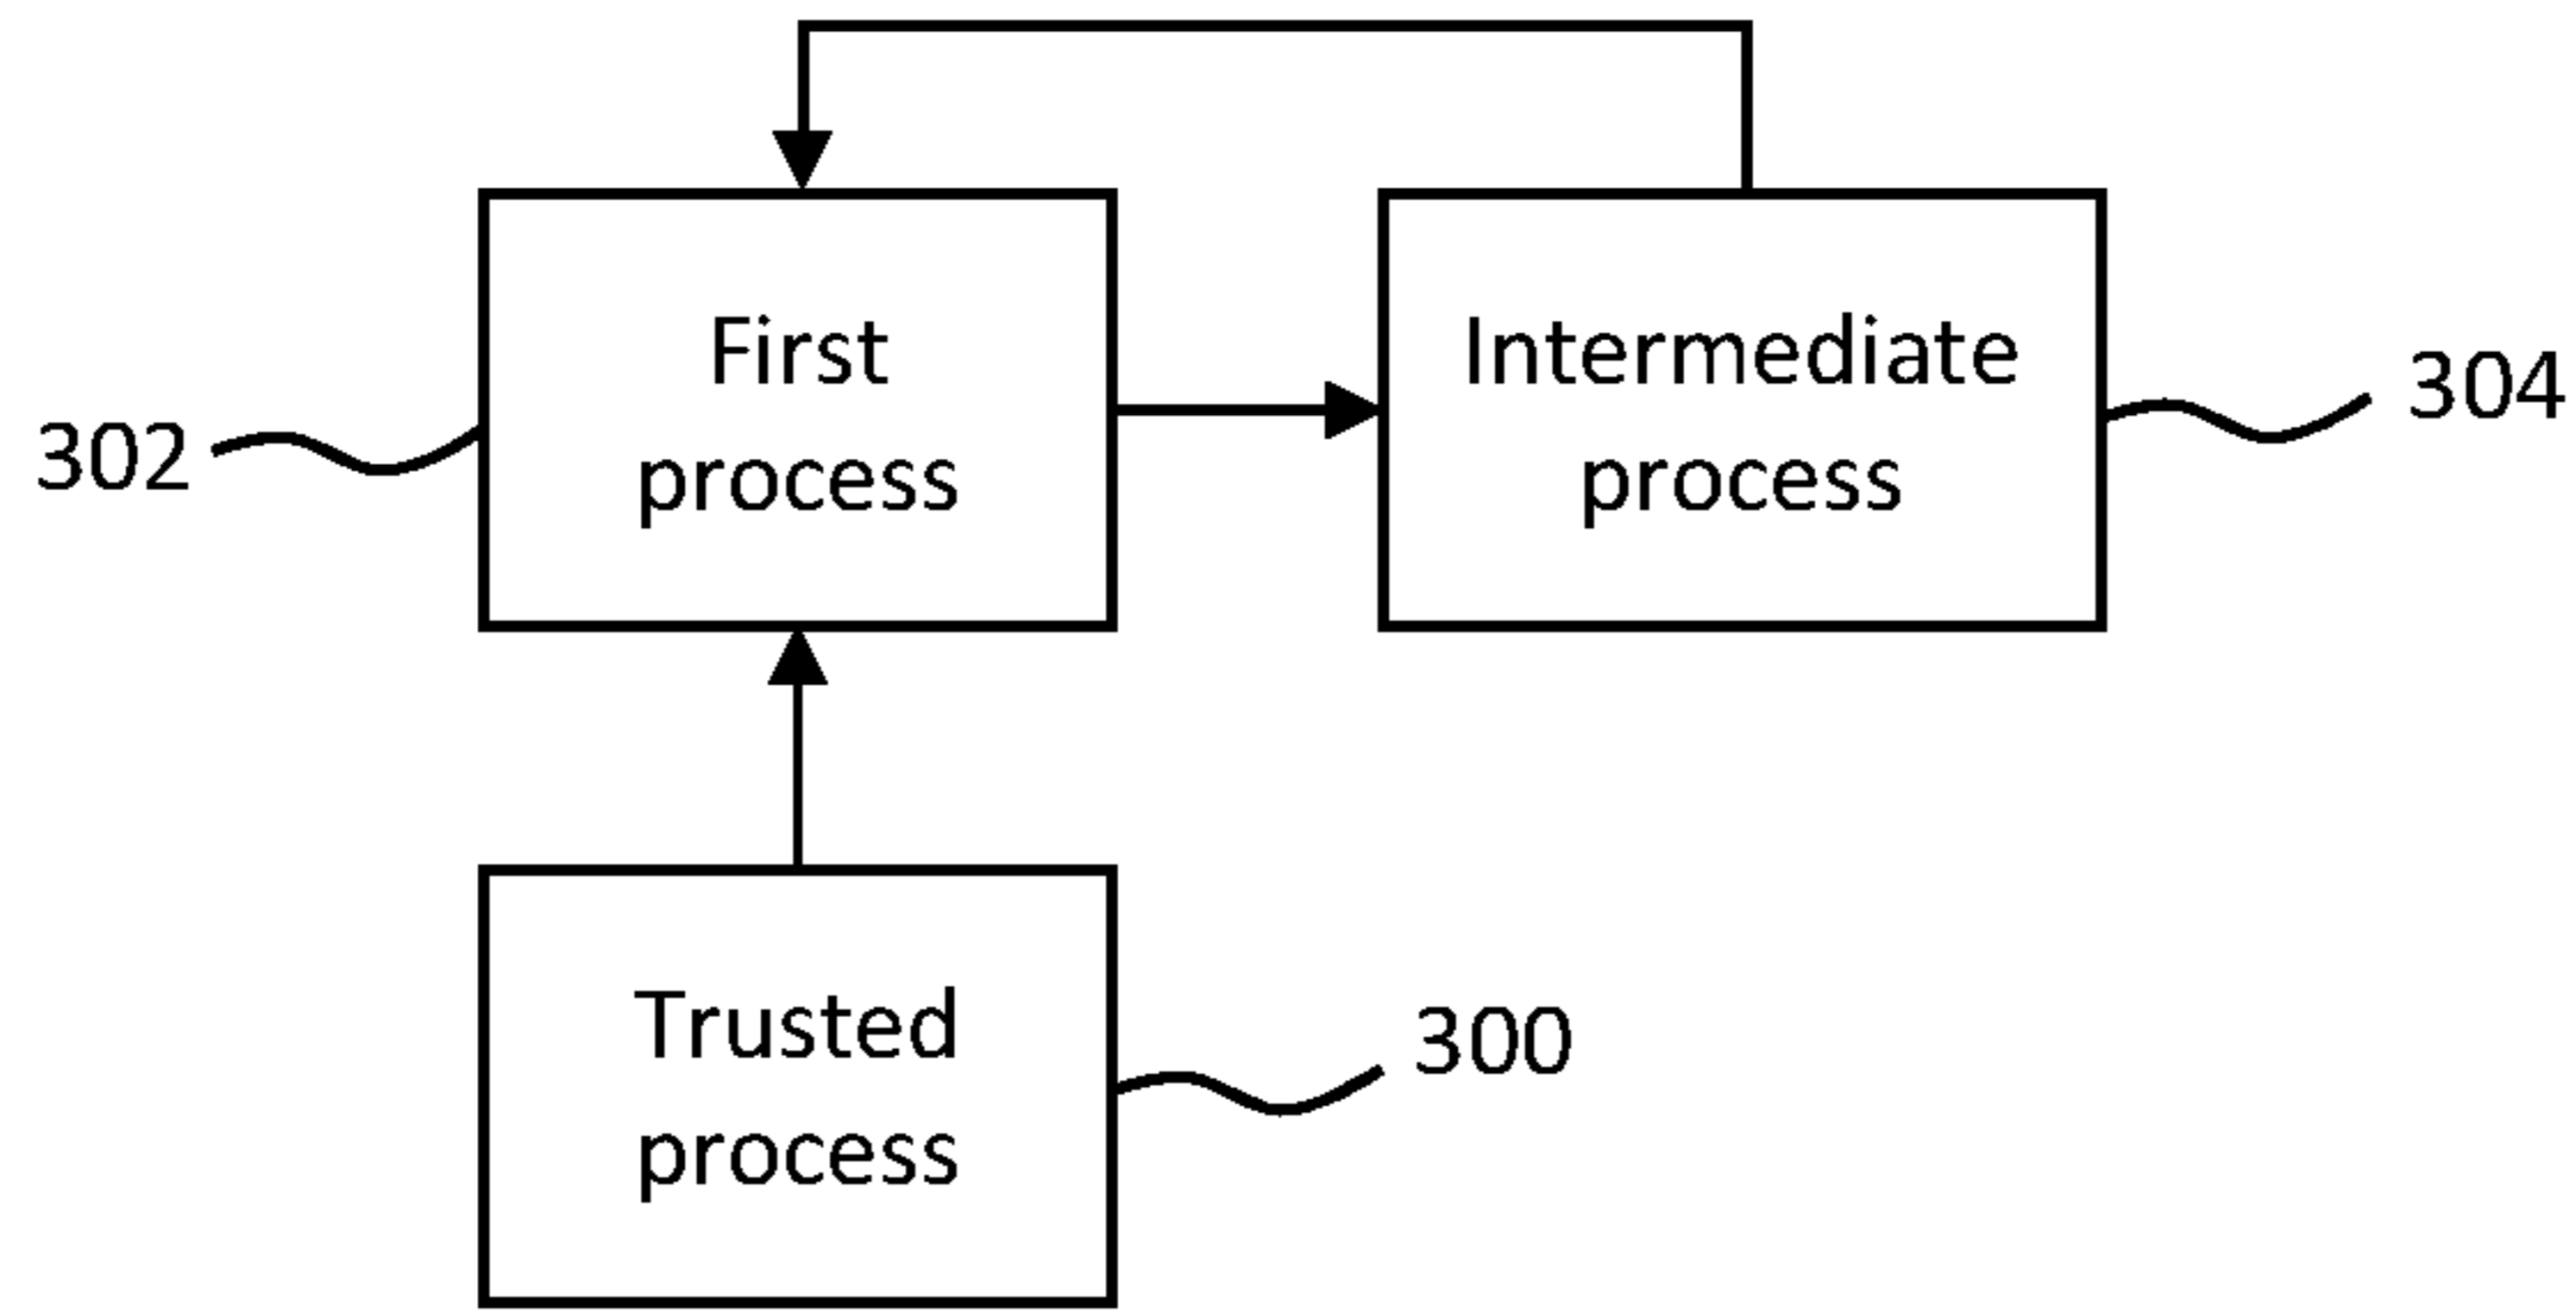 First
process
Intermediate
process
302
304
Trusted
process
300